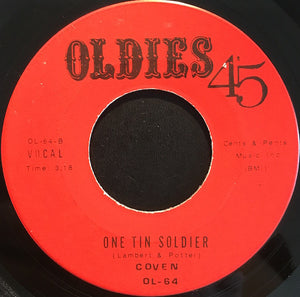 OLDIES 45
OL-64-B
VOCAL
Time: 3:18
Cents & Pents
Music Inc.
(BMI)
ONE TIN SOLDIER
(Lambert & Potter)
COVEN
OL-64